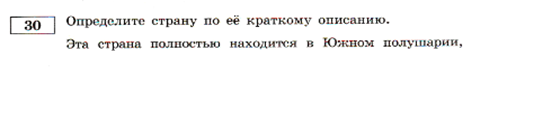 30 Определите страну по её краткому описанию.
Эта страна полностью находится в Южном полушарии,